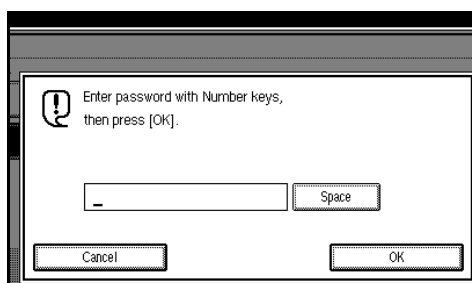 Enter password with Number keys,
then press [OK].
_
Space
Cancel
OK